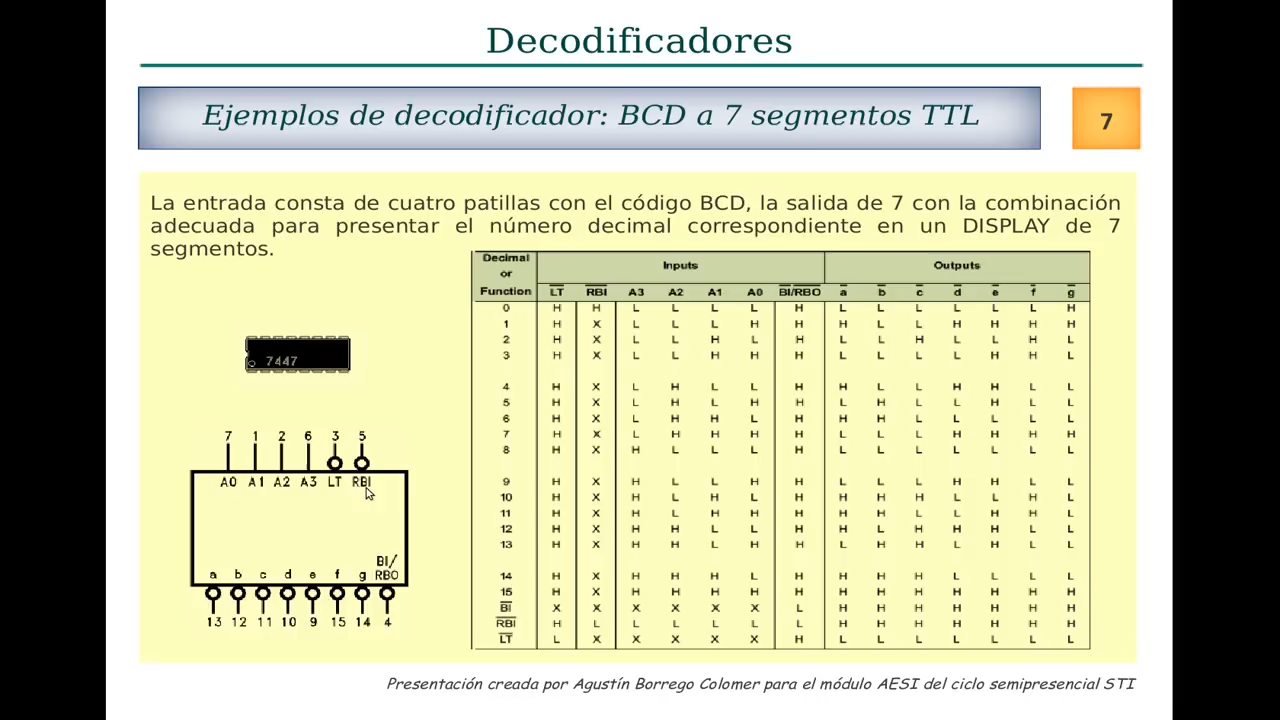 Decodificadores
Ejemplos de decodificador: BCD a 7 segmentos TTL
7
La entrada consta de cuatro patillas con el código BCD, la salida de 7 con la combinación
adecuada para presentar el número decimal correspondiente en un DISPLAY de 7
segmentos.
7447
7 1 2 6 3 5
A0 A1 A2 A3 LT RBI
BI/
a b c d e f g RBO
13 12 11 10 9 15 14 4
Decimal
or
Function
Inputs Outputs
LT RBI A3 A2 A1 A0 BI/RBO a b c d e f g
0 H H L L L L H L L L L L L H
1 H X L L L H H H L L H H H H
2 H X L L H L H L L H L L H L
3 H X L L H H H L L L L H H L
4 H X L H L L H H L L H H L L
5 H X L H L H H L H L L H L L
6 H X L H H L H H H L L L L L
7 H X L H H H H L L L H H H H
8 H X H L L L H L L L L L L L
9 H X H L L H H L L L H H L L
10 H X H L H L H H H H L L H L
11 H X H L H H H H H L L H H L
12 H X H H L L H H L H H H L L
13 H X H H L H H L H H L H L L
14 H X H H H L H H H H L L L L
15 H X H H H H H H H H H H H H
BI X X X X X X L H H H H H H H
RBI H L L L L L L H H H H H H H
LT L X X X X X H L L L L L L L
Presentación creada por Agustín Borrego Colomer para el módulo AESI del ciclo semipresencial STI